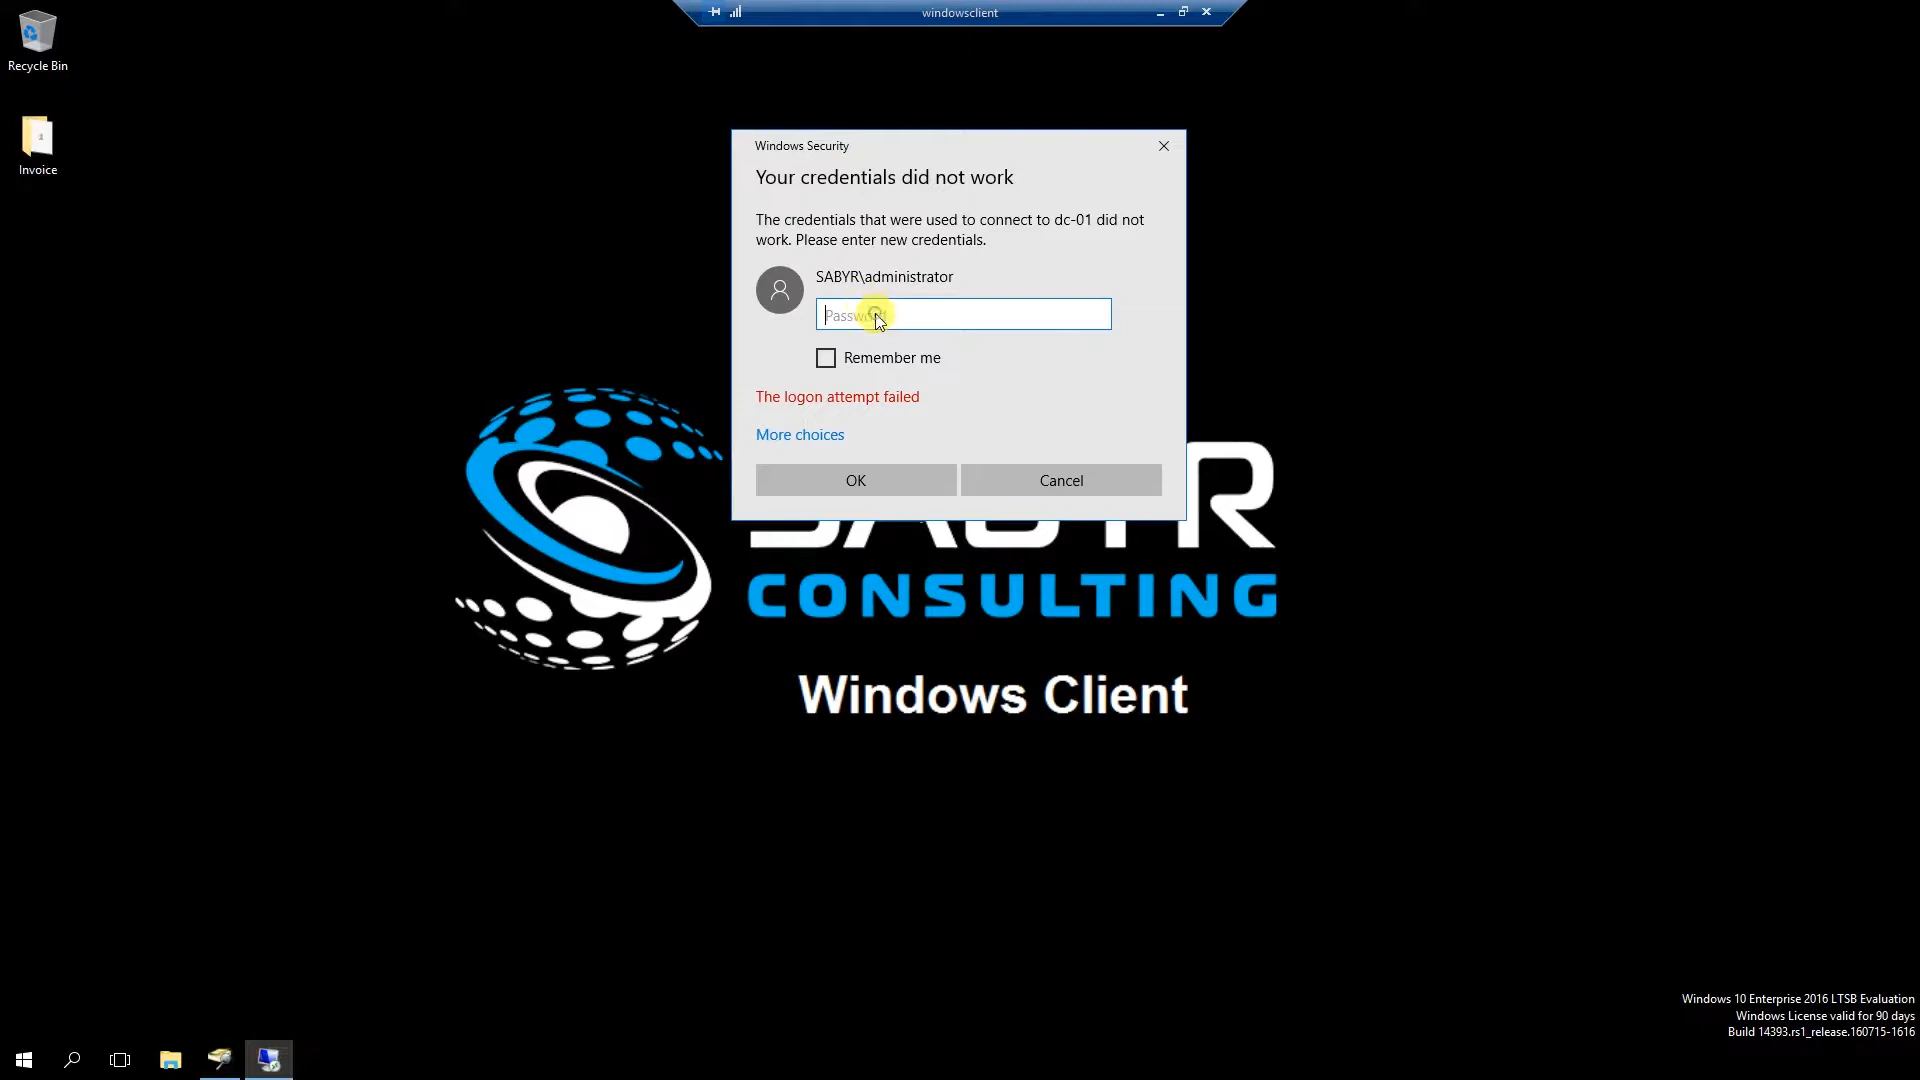 windowsclient
Recycle Bin
Invoice
Windows Security
Your credentials did not work
The credentials that were used to connect to dc-01 did not
work. Please enter new credentials.
SABYR\administrator
Password
Remember me
The logon attempt failed
More choices
OK
Cancel
SABYR
CONSULTING
Windows Client
Windows 10 Enterprise 2016 LTSB Evaluation
Windows License valid for 90 days
Build 14393.rs1_release.160715-1616